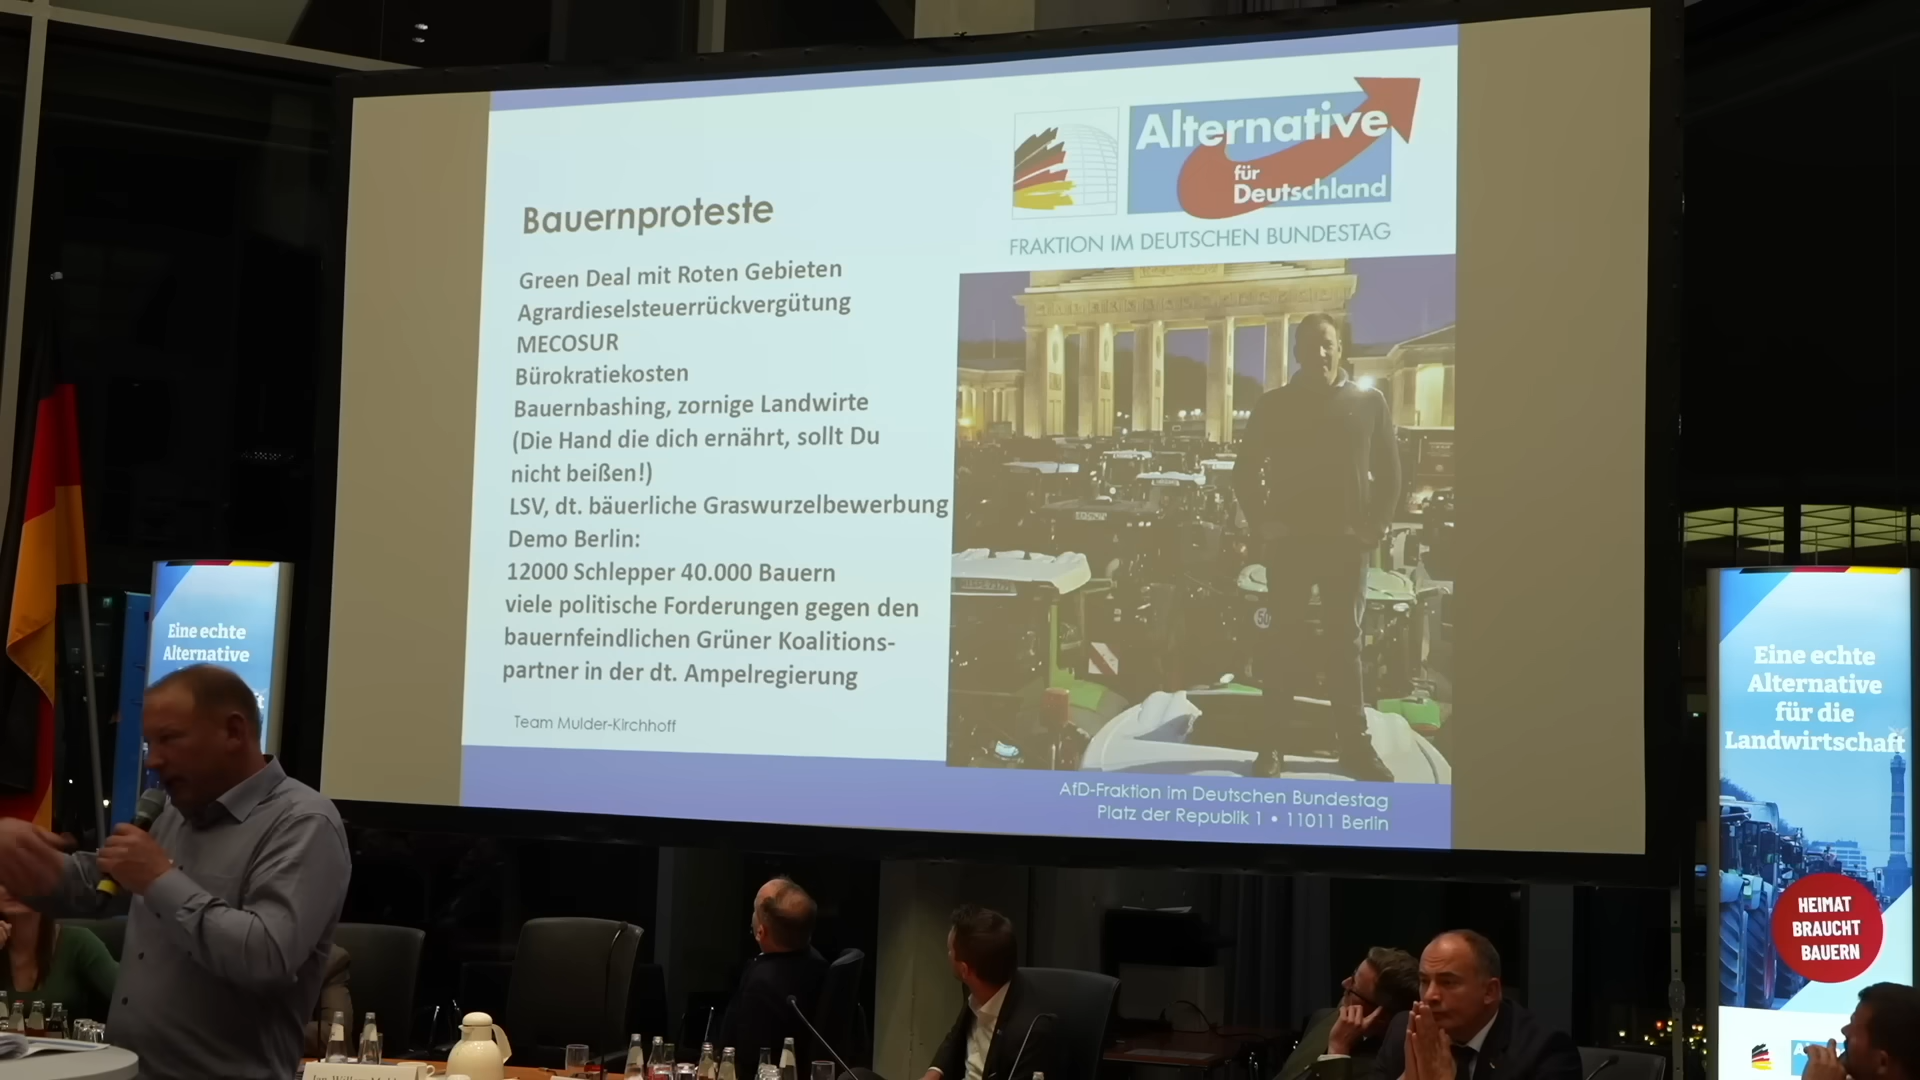 Alternative
für
Deutschland
FRAKTION IM DEUTSCHEN BUNDESTAG
Bauernproteste
Green Deal mit Roten Gebieten
Agrardieselsteuerrückvergütung
MECOSUR
Bürokratiekosten
Bauernbashing, zornige Landwirte
(Die Hand die dich ernährt, sollt Du
nicht beißen!)
LSV, dt. bäuerliche Graswurzelbewerbung
Demo Berlin:
12000 Schlepper 40.000 Bauern
viele politische Forderungen gegen den
bauernfeindlichen Grüner Koalitions-
partner in der dt. Ampelregierung
Team Mulder-Kirchhoff
AfD-Fraktion im Deutschen Bundestag
Platz der Republik 1 • 11011 Berlin
Eine echte
Alternative
Eine echte
Alternative
für die
Landwirtschaft
HEIMAT
BRAUCHT
BAUERN